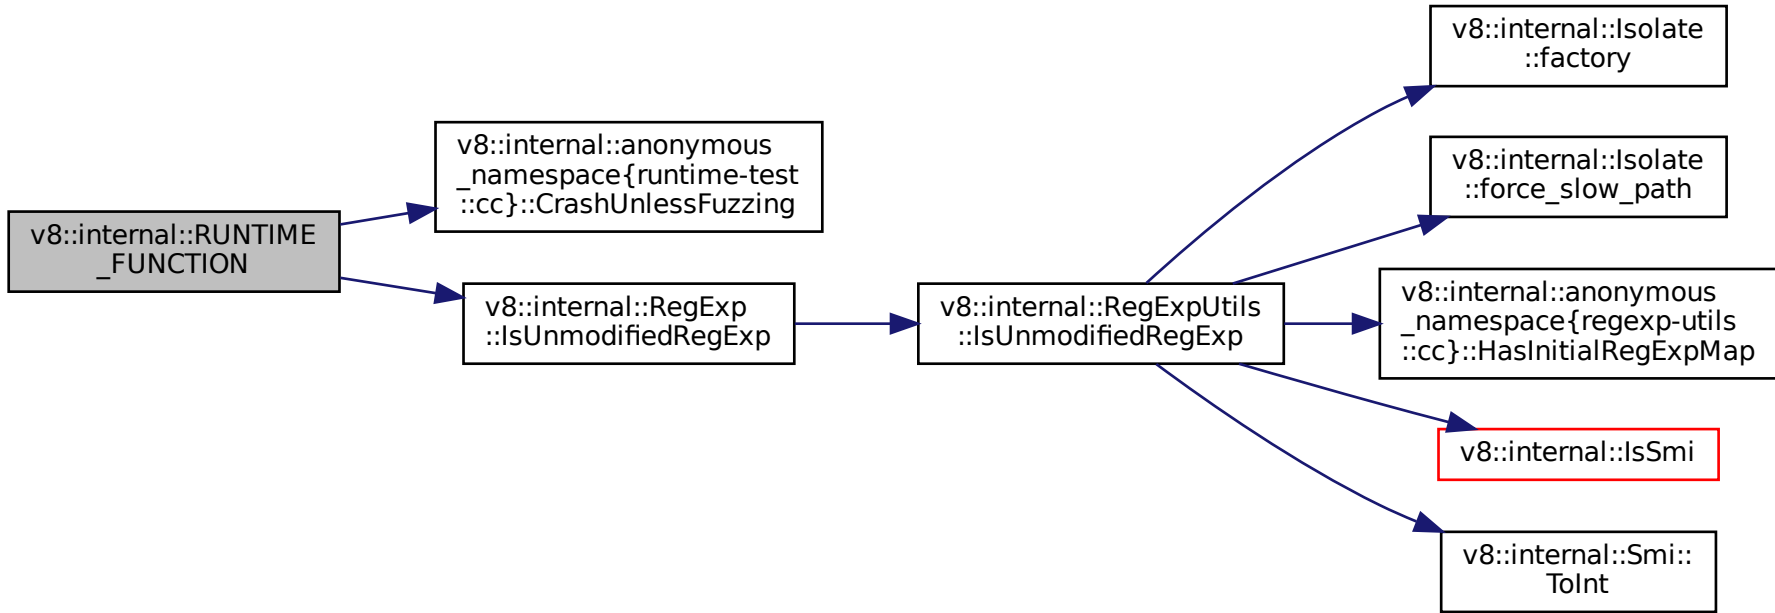 v8::internal::RUNTIME
_FUNCTION
v8::internal::anonymous
_namespace{runtime-test
::cc}::CrashUnlessFuzzing
v8::internal::RegExp
::IsUnmodifiedRegExp
v8::internal::RegExpUtils
::IsUnmodifiedRegExp
v8::internal::Isolate
::factory
v8::internal::Isolate
::force_slow_path
v8::internal::anonymous
_namespace{regexp-utils
::cc}::HasInitialRegExpMap
v8::internal::IsSmi
v8::internal::Smi::
ToInt